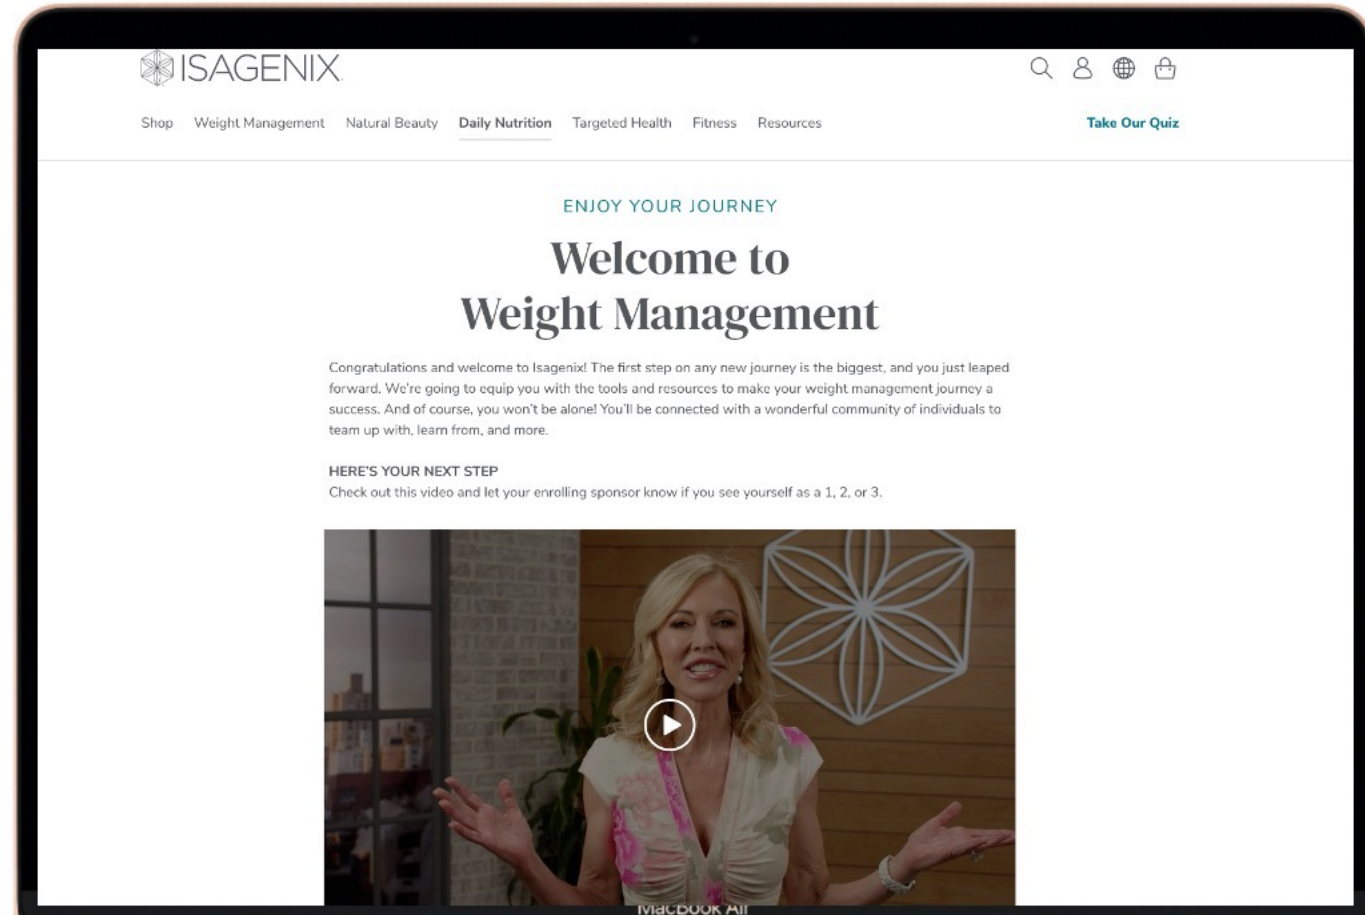 ISAGENIX
Shop Weight Management Natural Beauty Daily Nutrition Targeted Health Fitness Resources Take Our Quiz
ENJOY YOUR JOURNEY
Welcome to
Weight Management
Congratulations and welcome to Isagenix! The first step on any new journey is the biggest, and you just leaped
forward. We're going to equip you with the tools and resources to make your weight management journey a
success. And of course, you won't be alone! You'll be connected with a wonderful community of individuals to
team up with, learn from, and more.
HERE'S YOUR NEXT STEP
Check out this video and let your enrolling sponsor know if you see yourself as a 1, 2, or 3.
MacBook Air